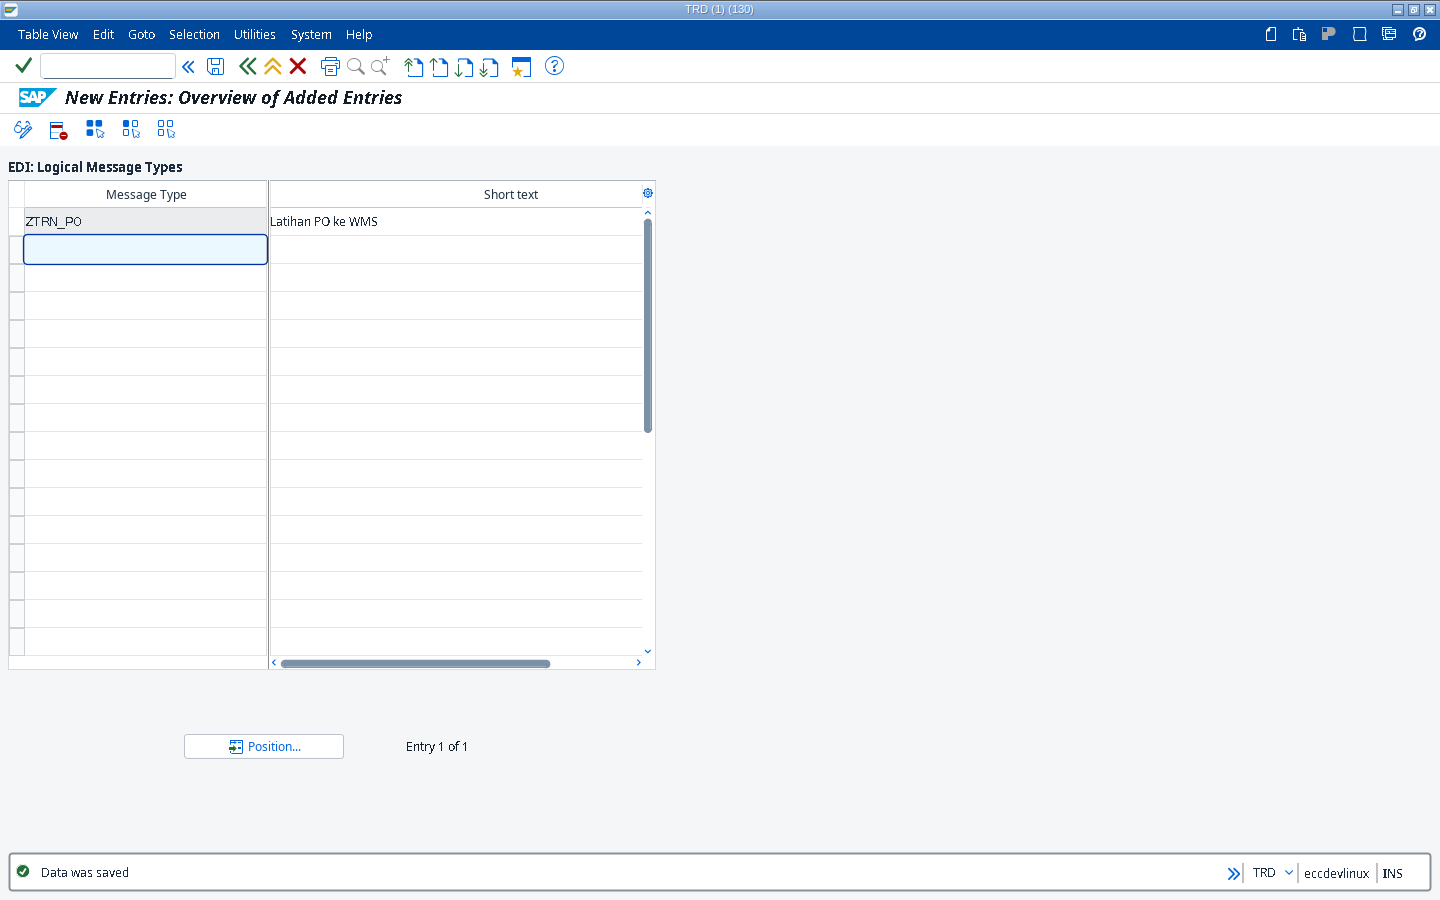 TRD (1) (130)
Table View Edit Goto Selection Utilities System Help
SAP New Entries: Overview of Added Entries
EDI: Logical Message Types
Message Type Short text
ZTRN_PO Latihan PO ke WMS
Position... Entry 1 of 1
Data was saved TRD eccdevlinux INS